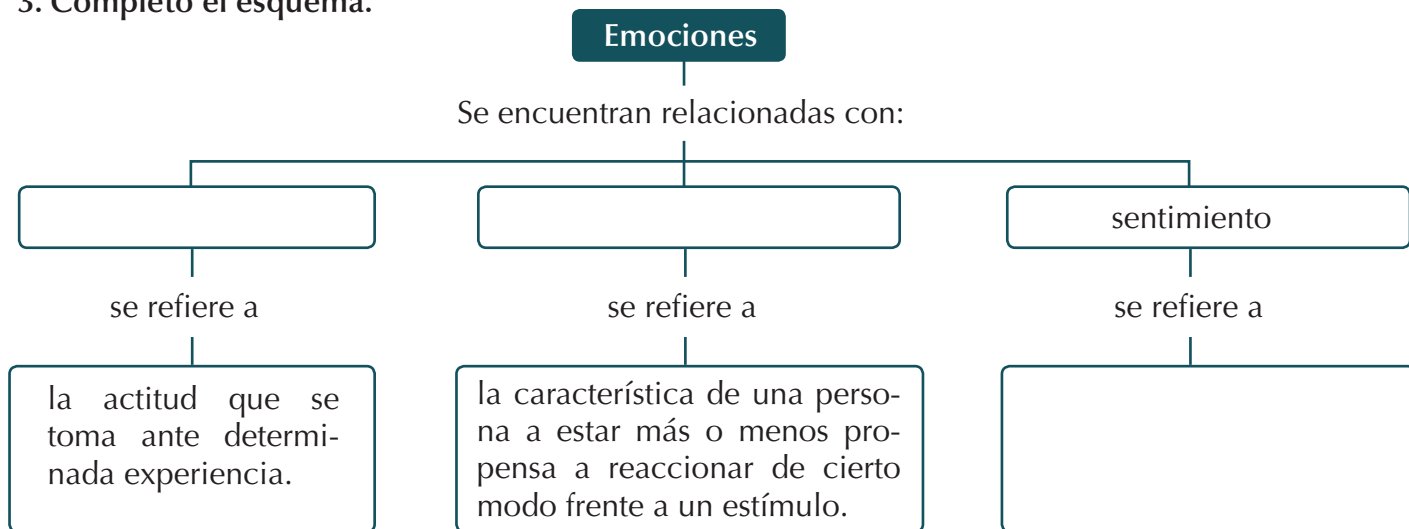 3. Completo el esquema.
Emociones
Se encuentran relacionadas con:
sentimiento
se refiere a
se refiere a
se refiere a
la actitud que se
toma ante determi-
nada experiencia.
la característica de una perso-
na a estar más o menos pro-
pensa a reaccionar de cierto
modo frente a un estímulo.